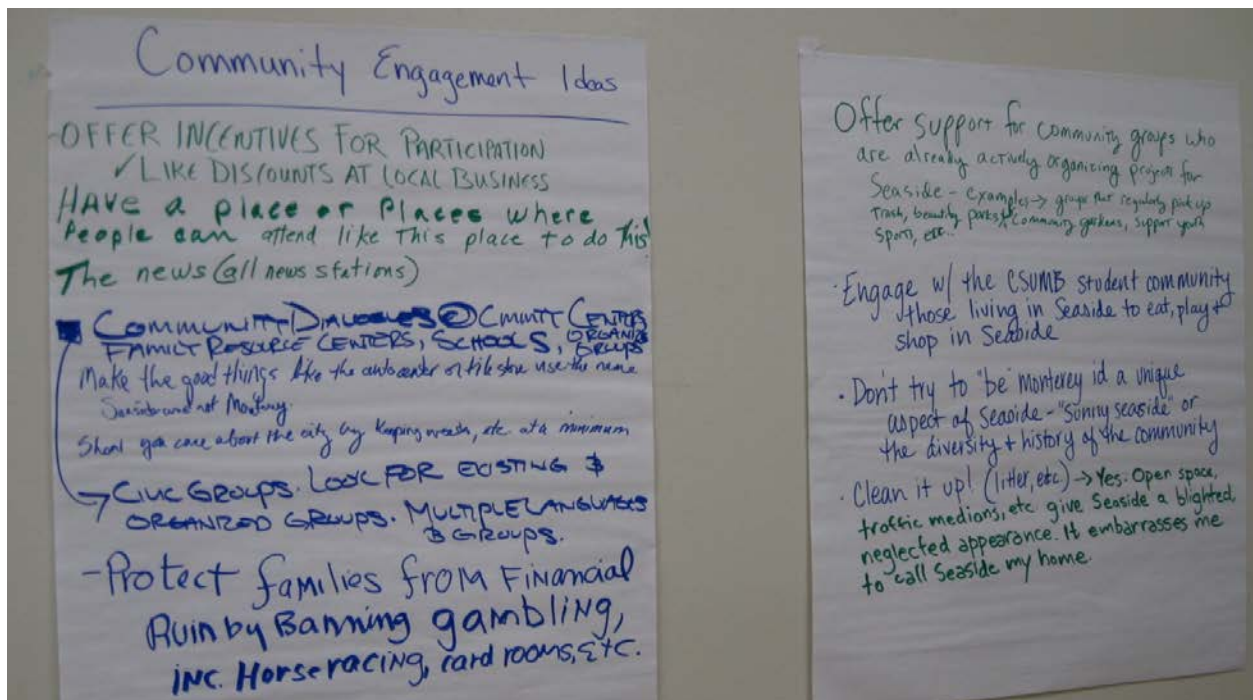 Community Engagement Ideas
-OFFER INCENTIVES FOR PARTICIPATION
✓ LIKE DISCOUNTS AT LOCAL BUSINESS
HAVE a place or Places where
People can attend like This place to do this!
The news (all news stations)
COMMUNITY DIALOGUES @ CMMTY CENTERS
FAMILY RESOURCE CENTERS, SCHOOLS, ORGANIZED GROUPS
Make the good things like the autocenter or tile store use the name
and not Monterey.
Show you care about the city by keeping , etc at a minimum
CIVIC GROUPS. LOOK FOR EXISTING &
ORGANIZED GROUPS. MULTIPLE LANGUAGES
& GROUPS.
-Protect families from Financial
Ruin by Banning gambling,
inc. Horseracing, card rooms, etc.
Offer support for community groups who
are already actively organizing projects for
Seaside - examples → groups that regularly pick up
trash, beautify parks, community gardens, support youth
sports, etc..
· Engage w/ the CSUMB student community
those living in Seaside to eat, play +
shop in Seaside
· Don't try to "be" Monterey id a unique
aspect of Seaside - "sunny seaside" or
the diversity + history of the community
· Clean it up! (litter, etc) → Yes. Open space,
traffic medians, etc give Seaside a blighted,
neglected appearance. It embarrasses me
to call Seaside my home.